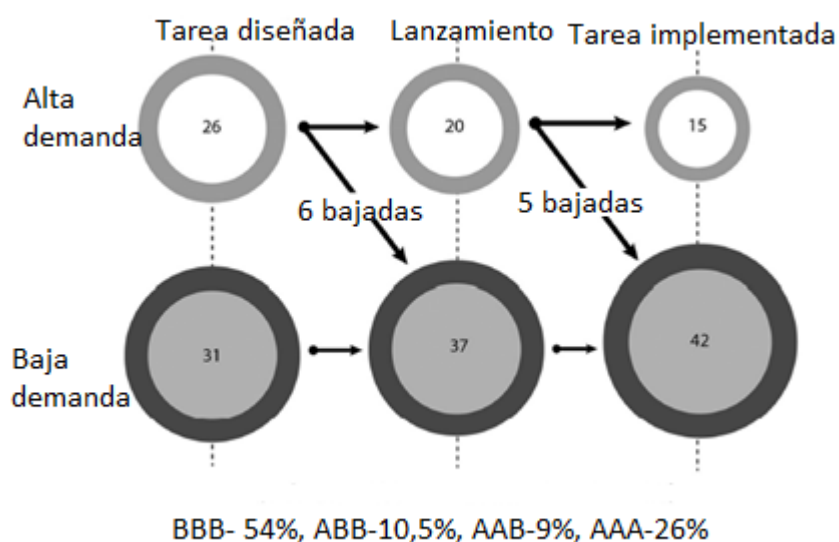 Tarea diseñada
Lanzamiento
Tarea implementada
Alta
demanda
26
20
15
6 bajadas
5 bajadas
Baja
demanda
31
37
42
BBB- 54%, ABB-10,5%, AAB-9%, AAA-26%